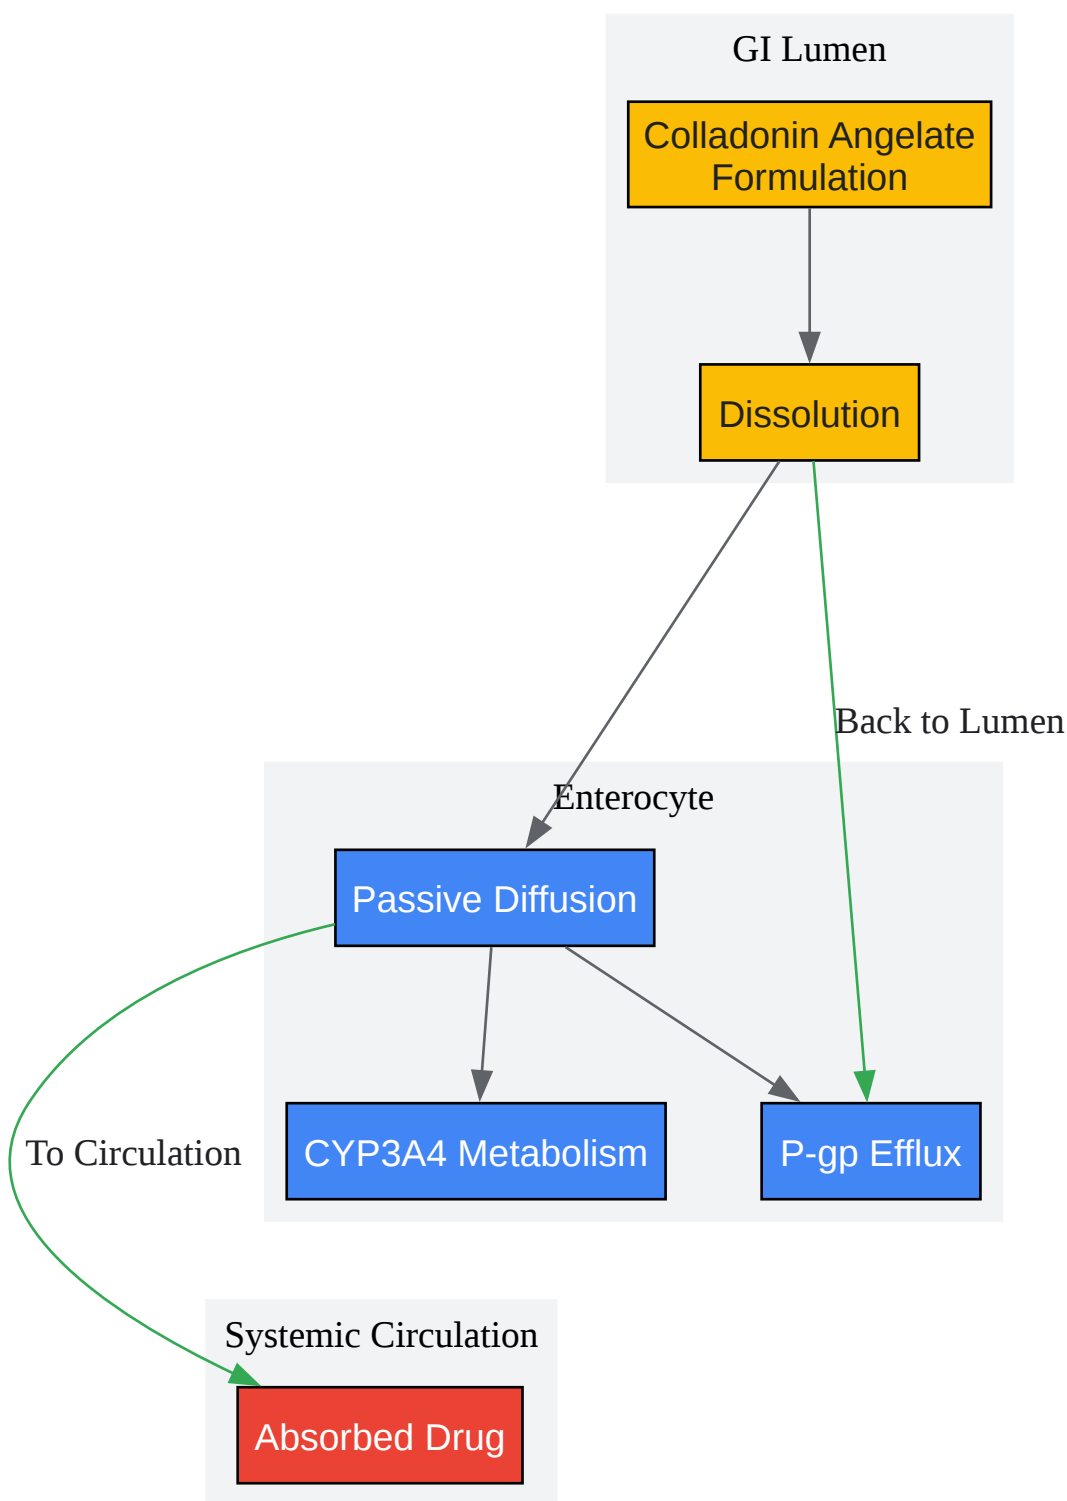 GI Lumen
Colladonin Angelate
Formulation
Dissolution
Back to Lumen
Enterocyte
Passive Diffusion
To Circulation
CYP3A4 Metabolism
P-gp Efflux
Systemic Circulation
Absorbed Drug